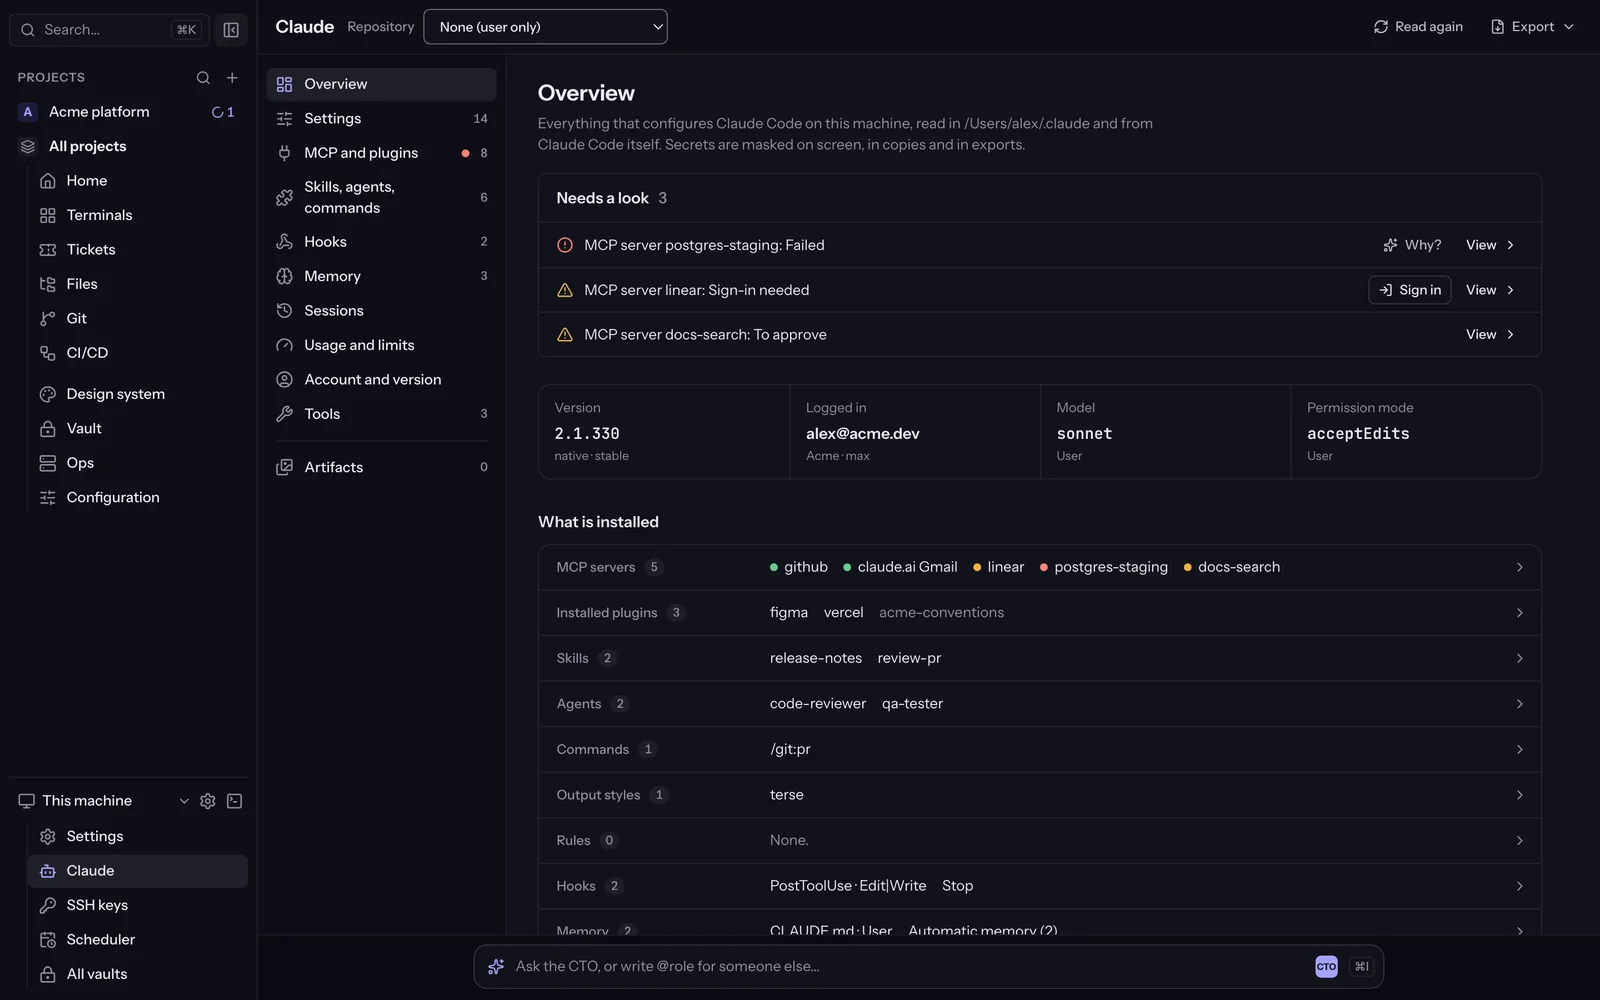 Search...
⌘K
PROJECTS
A Acme platform 1
All projects
Home
Terminals
Tickets
Files
Git
CI/CD
Design system
Vault
Ops
Configuration
This machine
Settings
Claude
SSH keys
Scheduler
All vaults
Claude Repository None (user only)
Read again
Export
Overview
Settings 14
MCP and plugins 8
Skills, agents,
commands 6
Hooks 2
Memory 3
Sessions
Usage and limits
Account and version
Tools 3
Artifacts 0
Overview
Everything that configures Claude Code on this machine, read in /Users/alex/.claude and from
Claude Code itself. Secrets are masked on screen, in copies and in exports.
Needs a look 3
MCP server postgres-staging: Failed Why? View
MCP server linear: Sign-in needed Sign in View
MCP server docs-search: To approve View
Version
2.1.330
native · stable
Logged in
alex@acme.dev
Acme · max
Model
sonnet
User
Permission mode
acceptEdits
User
What is installed
MCP servers 5 github claude.ai Gmail linear postgres-staging docs-search
Installed plugins 3 figma vercel acme-conventions
Skills 2 release-notes review-pr
Agents 2 code-reviewer qa-tester
Commands 1 /git:pr
Output styles 1 terse
Rules 0 None.
Hooks 2 PostToolUse · Edit|Write Stop
Memory 2 CLAUDE.md · User Automatic memory (2)
Ask the CTO, or write @role for someone else...
CTO ⌘I